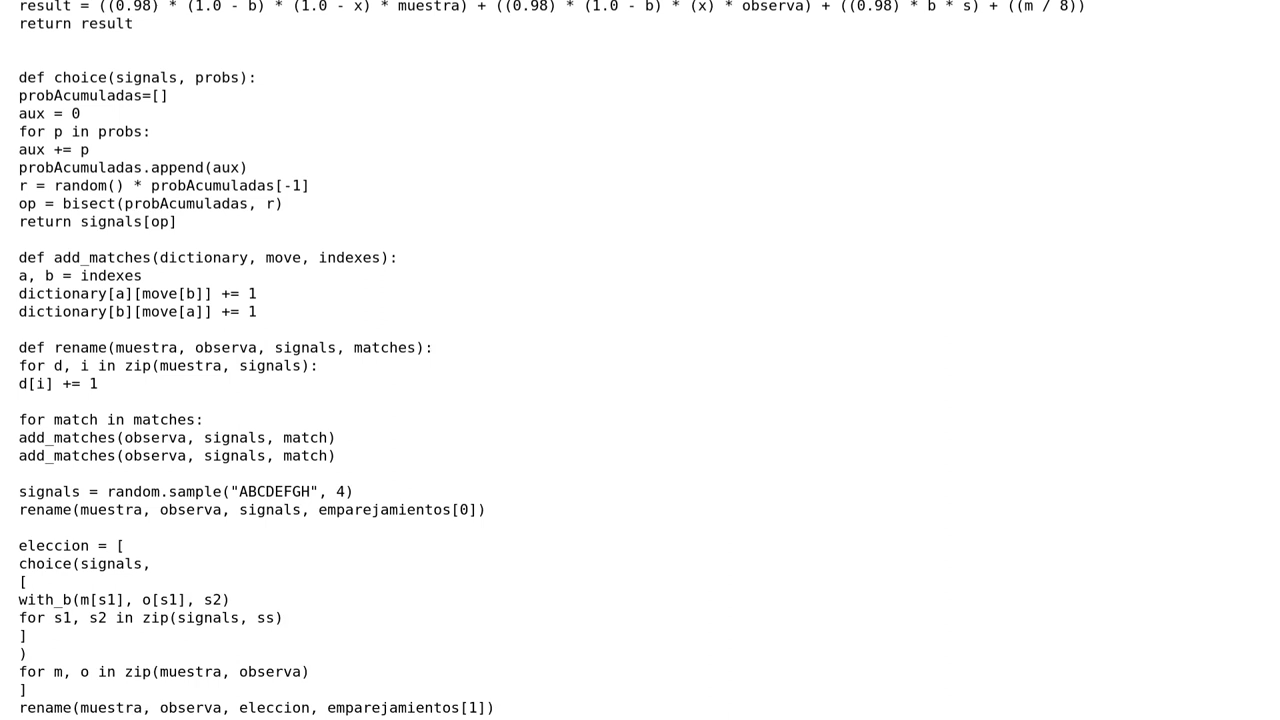 result = ((0.98) * (1.0 - b) * (1.0 - x) * muestra) + ((0.98) * (1.0 - b) * (x) * observa) + ((0.98) * b * s) + ((m / 8))
return result
def choice(signals, probs):
probAcumuladas=[]
aux = 0
for p in probs:
aux += p
probAcumuladas.append(aux)
r = random() * probAcumuladas[-1]
op = bisect(probAcumuladas, r)
return signals[op]
def add_matches(dictionary, move, indexes):
a, b = indexes
dictionary[a][move[b]] += 1
dictionary[b][move[a]] += 1
def rename(muestra, observa, signals, matches):
for d, i in zip(muestra, signals):
d[i] += 1
for match in matches:
add_matches(observa, signals, match)
add_matches(observa, signals, match)
signals = random.sample("ABCDEFGH", 4)
rename(muestra, observa, signals, emparejamientos[0])
eleccion = [
choice(signals,
[
with_b(m[s1], o[s1], s2)
for s1, s2 in zip(signals, ss)
]
)
for m, o in zip(muestra, observa)
]
rename(muestra, observa, eleccion, emparejamientos[1])